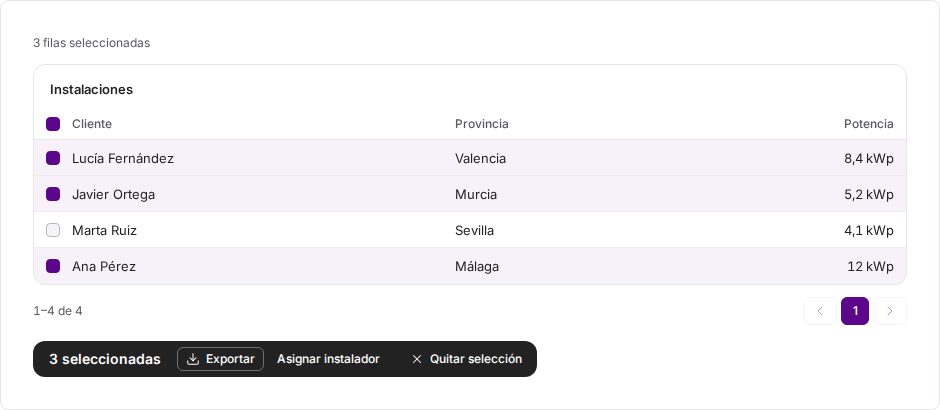 3 filas seleccionadas
Instalaciones
Cliente Provincia Potencia
Lucía Fernández Valencia 8,4 kWp
Javier Ortega Murcia 5,2 kWp
Marta Ruiz Sevilla 4,1 kWp
Ana Pérez Málaga 12 kWp
1–4 de 4 1
3 seleccionadas Exportar Asignar instalador Quitar selección